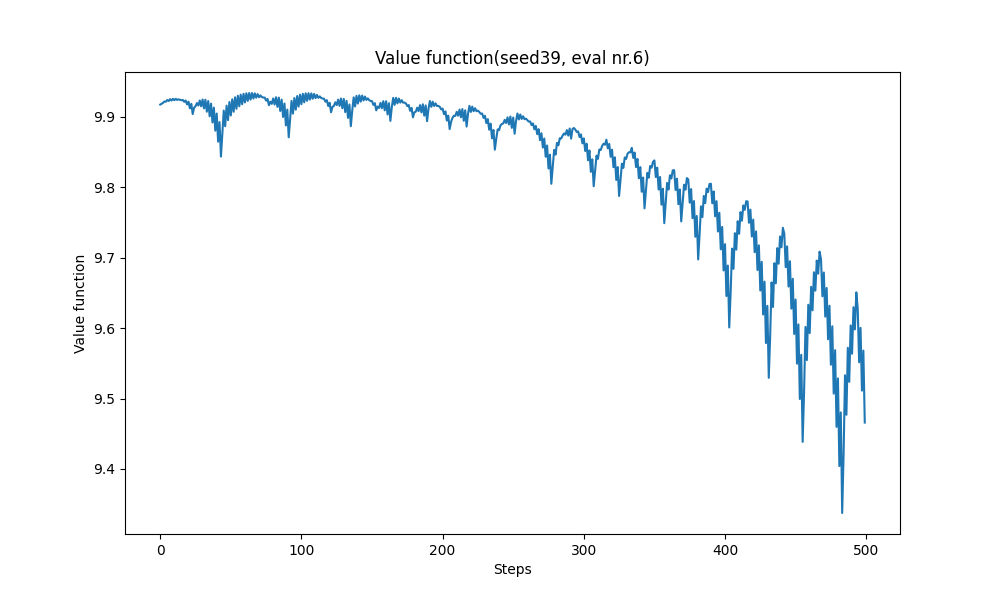 Value function(seed39, eval nr.6)
Value function
9.9
9.8
9.7
9.6
9.5
9.4
0 100 200 300 400 500
Steps